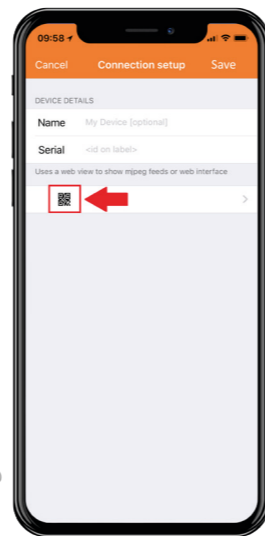 09:58
Cancel Connection setup Save
DEVICE DETAILS
Name My Device [optional]
Serial <id on label>
Uses a web view to show mjpeg feeds or web interface